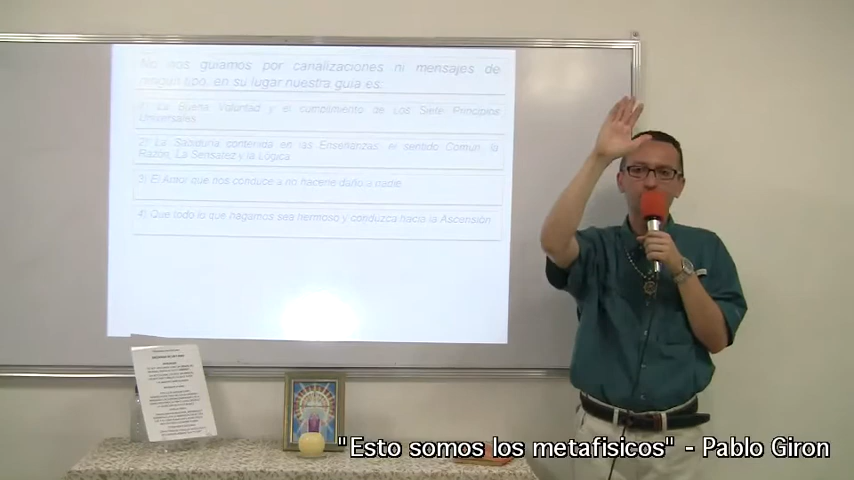 No nos guiamos por canalizaciones ni mensajes de
ningún tipo, en su lugar nuestra guía es:
1) La Buena Voluntad y el cumplimiento de Los Siete Principios
Universales
2) La Sabiduría contenida en las Enseñanzas, el sentido Común, la
Razón, La Sensatez y la Lógica
3) El Amor que nos conduce a no hacerle daño a nadie
4) Que todo lo que hagamos sea hermoso y conduzca hacia la Ascensión
"Esto somos los metafisicos" - Pablo Giron